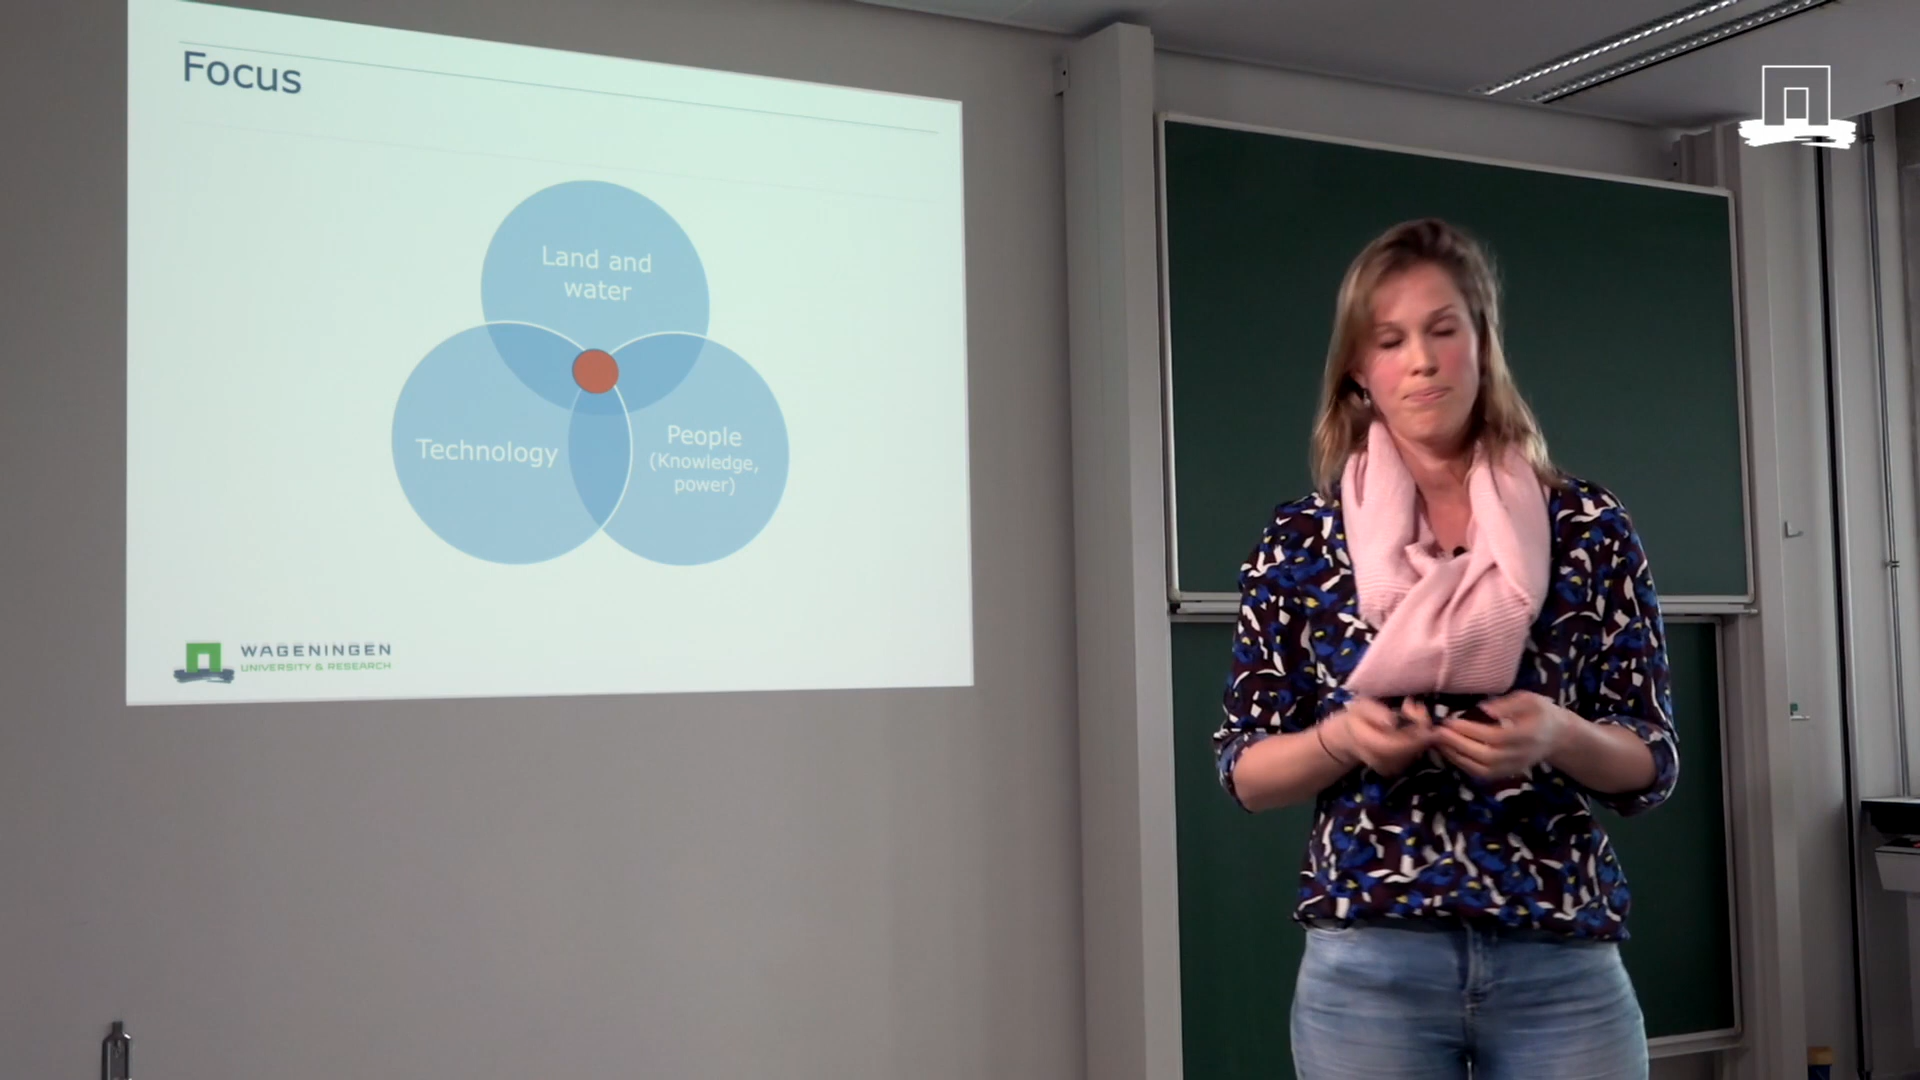 Focus
Land and
water
Technology
People
(Knowledge,
power)
WAGENINGEN
UNIVERSITY & RESEARCH